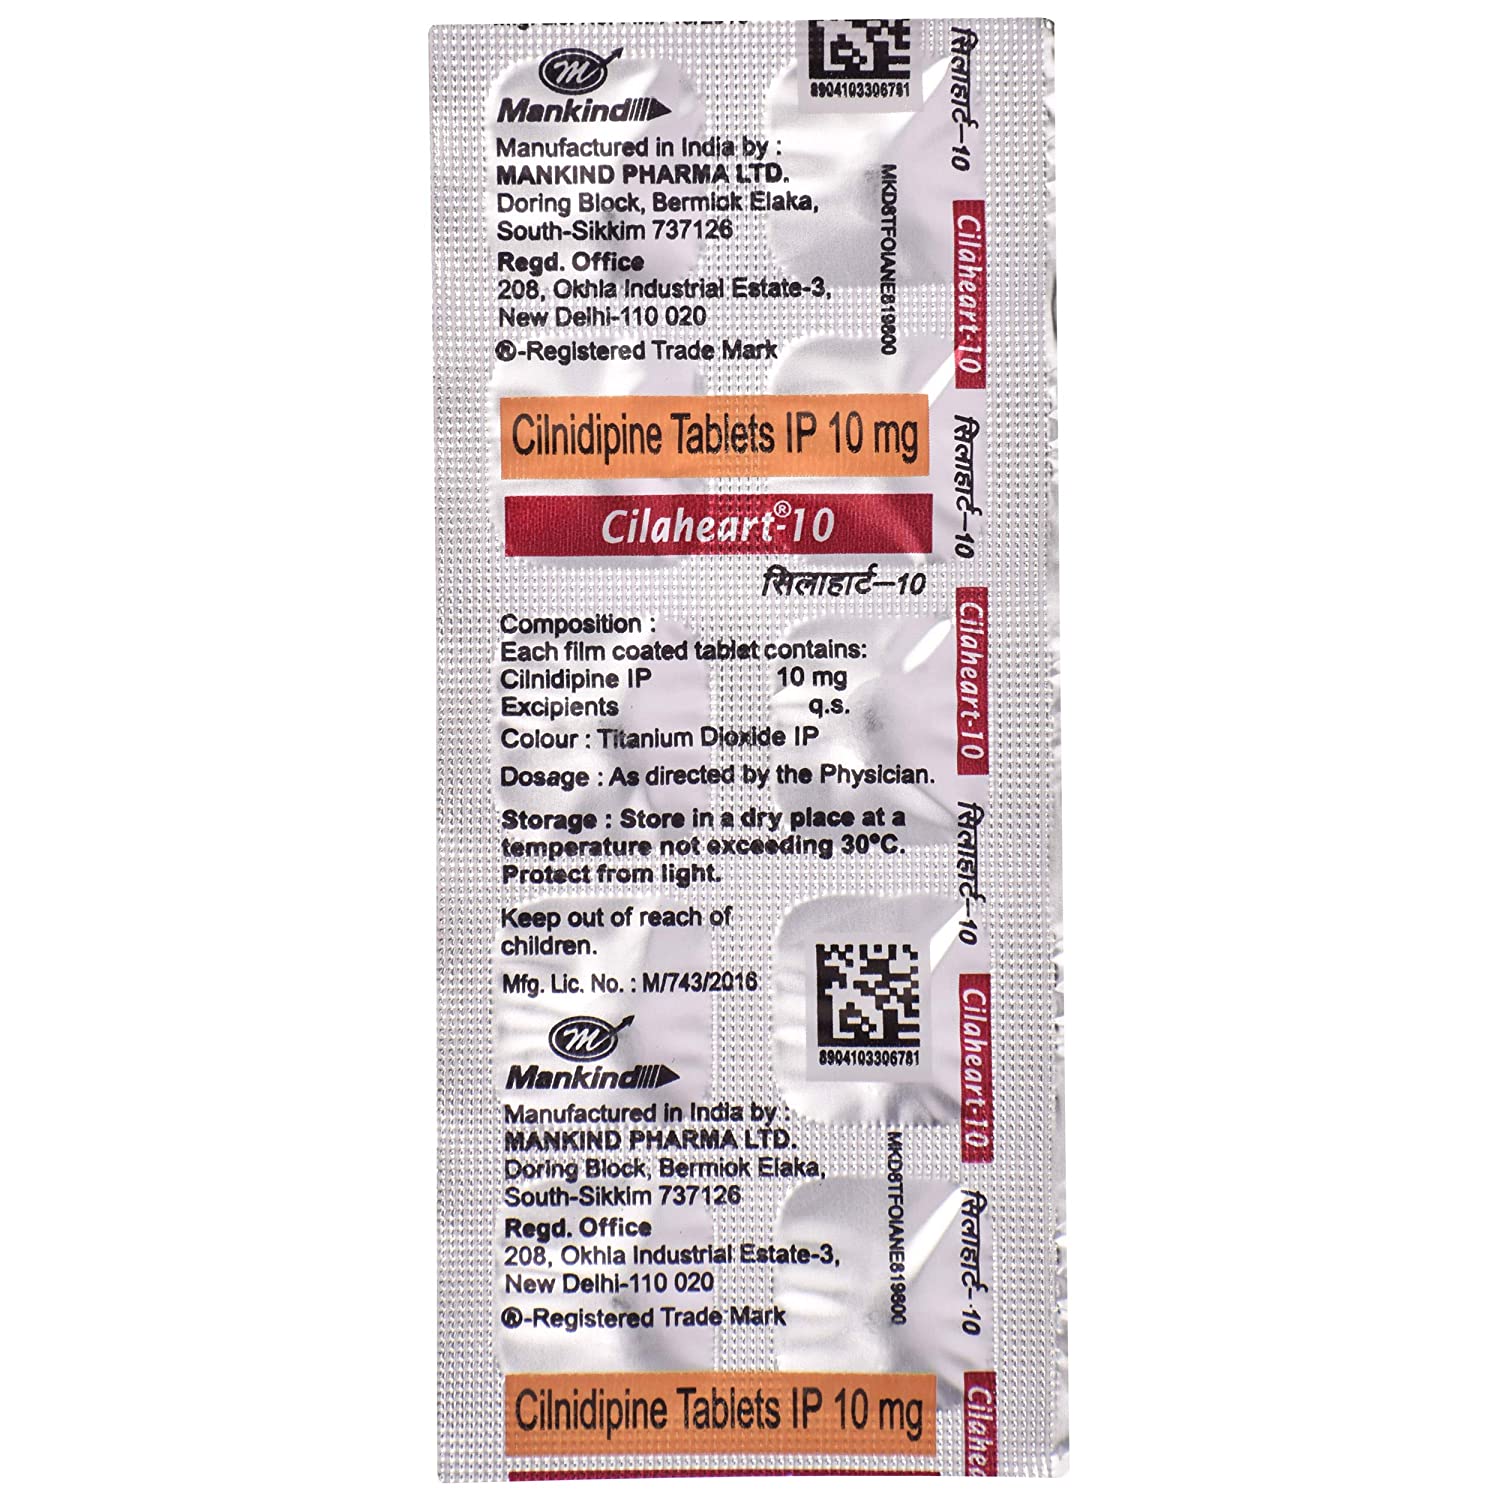 Mankind
Manufactured in India by :
MANKIND PHARMA LTD.
Doring Block, Bermiok Elaka,
South-Sikkim 737126
Regd. Office
208, Okhla Industrial Estate-3,
New Delhi-110 020
®-Registered Trade Mark
8904103306781
MKD6TFOIANE819800
Cilnidipine Tablets IP 10 mg
Cilaheart®-10
सिलाहार्ट–10
Composition :
Each film coated tablet contains:
Cilnidipine IP 10 mg
Excipients q.s.
Colour : Titanium Dioxide IP
Dosage : As directed by the Physician.
Storage : Store in a dry place at a
temperature not exceeding 30°C.
Protect from light.
Keep out of reach of
children.
Mfg. Lic. No. : M/743/2016
Mankind
Manufactured in India by :
MANKIND PHARMA LTD.
Doring Block, Bermiok Elaka,
South-Sikkim 737126
Regd. Office
208, Okhla Industrial Estate-3,
New Delhi-110 020
®-Registered Trade Mark
8904103306781
MKD6TFOIANE819800
Cilnidipine Tablets IP 10 mg
सिलाहार्ट–10
Cilaheart-10
सिलाहार्ट–10
Cilaheart-10
सिलाहार्ट–10
Cilaheart-10
सिलाहार्ट–10
Cilahea